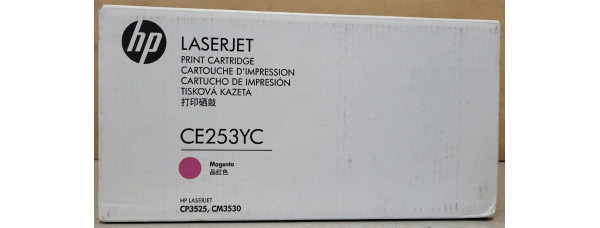 hp
LASERJET
PRINT CARTRIDGE
CARTOUCHE D'IMPRESSION
CARTUCHO DE IMPRESIÓN
TISKOVÁ KAZETA
打印硒鼓
CE253YC
Magenta
品红色
HP LASERJET
CP3525, CM3530